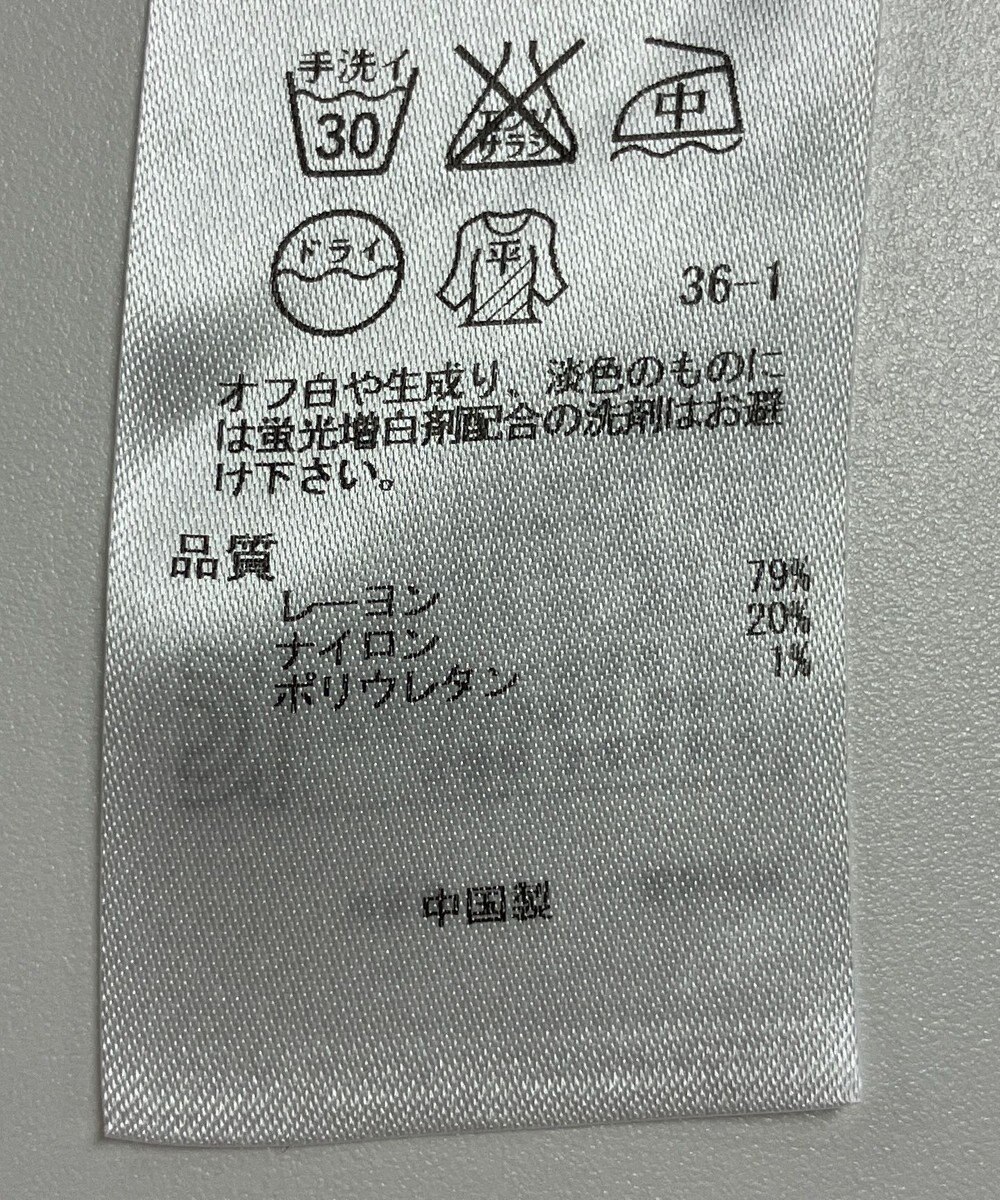 手洗イ
30
エンソ
サラシ
中
ドライ
平
36-1
オフ白や生成り、淡色のものに
は蛍光増白剤配合の洗剤はお避
け下さい。
品質
レーヨン 79%
ナイロン 20%
ポリウレタン 1%
中国製